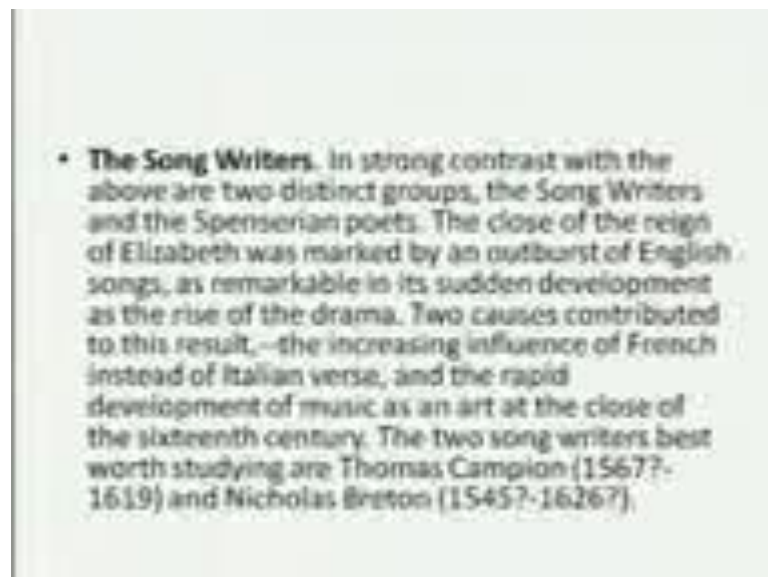 • The Song Writers. In strong contrast with the
above are two distinct groups, the Song Writers
and the Spenserian poets. The close of the reign
of Elizabeth was marked by an outburst of English
songs, as remarkable in its sudden development
as the rise of the drama. Two causes contributed
to this result,--the increasing influence of French
instead of Italian verse, and the rapid
development of music as an art at the close of
the sixteenth century. The two song writers best
worth studying are Thomas Campion (1567?-
1619) and Nicholas Breton (1545?-1626?).